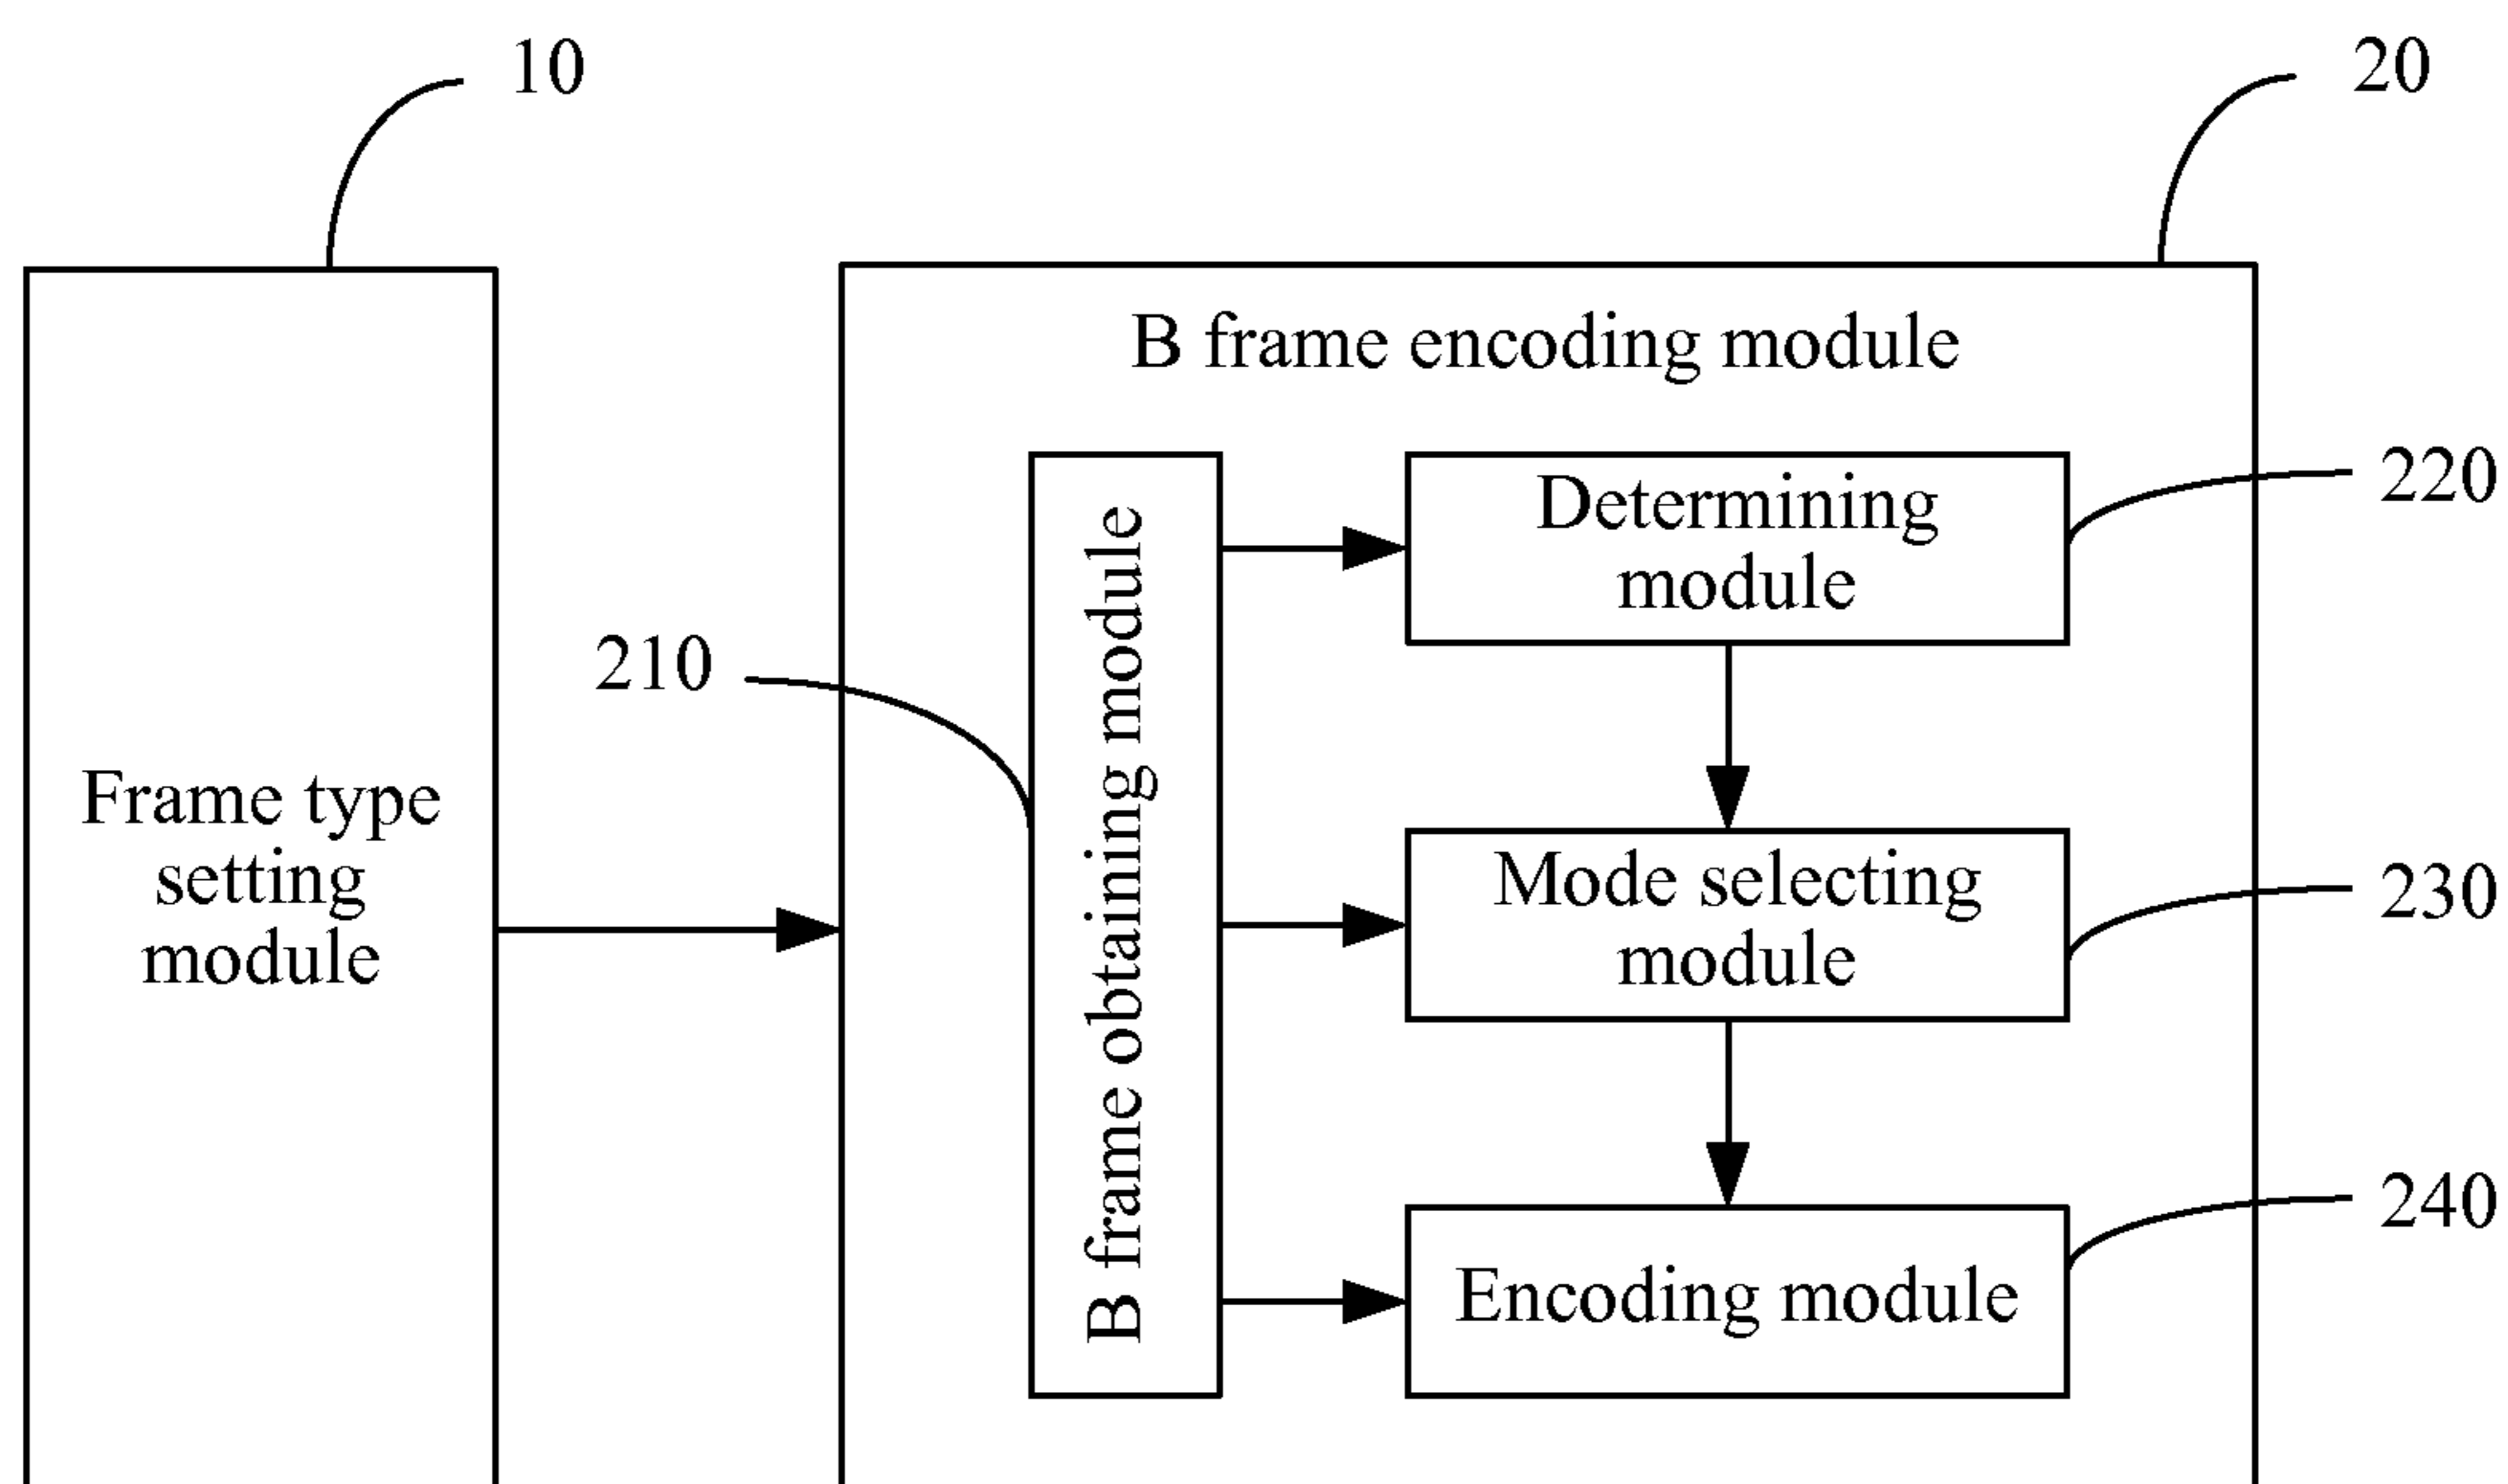 10
20
B frame encoding module
220
Determining
module
210
B frame obtaining module
Frame type
setting
module
Mode selecting
module
230
240
Encoding module